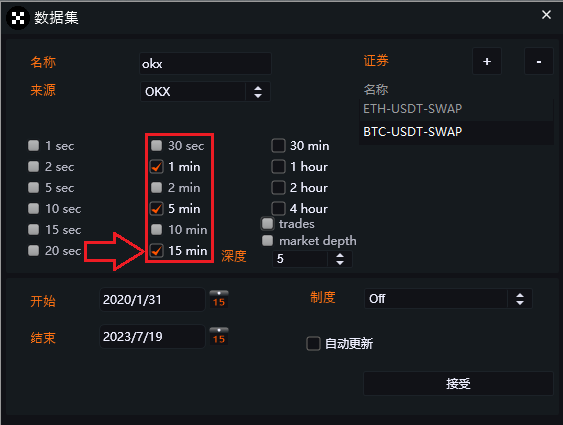 数据集
名称 okx 证券 + -
来源 OKX 名称
ETH-USDT-SWAP
BTC-USDT-SWAP
1 sec 30 sec 30 min
2 sec 1 min 1 hour
5 sec 2 min 2 hour
10 sec 5 min 4 hour
15 sec 10 min trades
20 sec 15 min market depth
深度 5
开始 2020/1/31 15 制度 Off
结束 2023/7/19 15 自动更新
接受